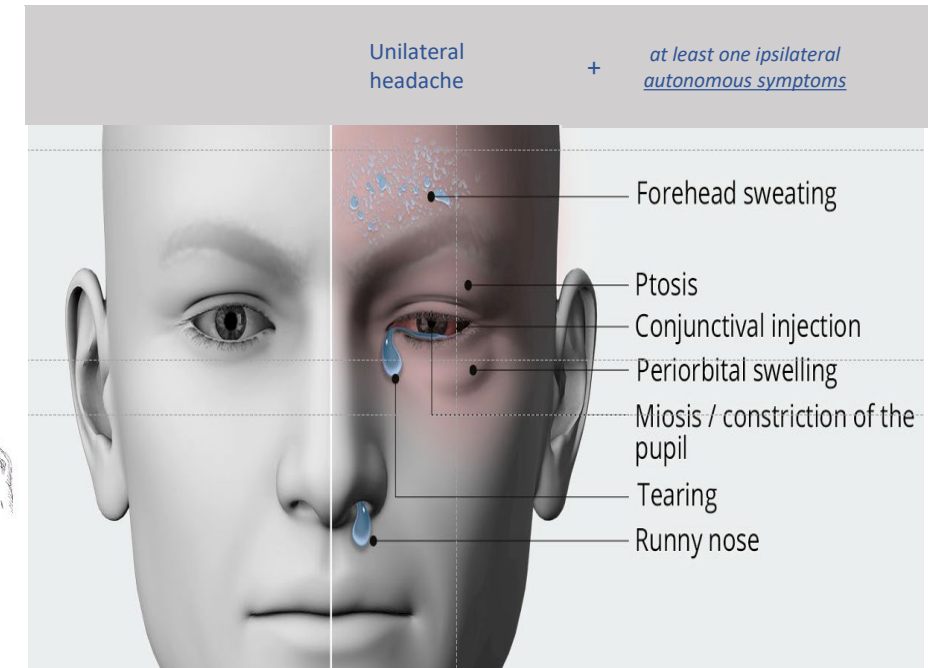 Unilateral
headache
+
at least one ipsilateral
autonomous symptoms
Forehead sweating
Ptosis
Conjunctival injection
Periorbital swelling
Miosis / constriction of the
pupil
Tearing
Runny nose